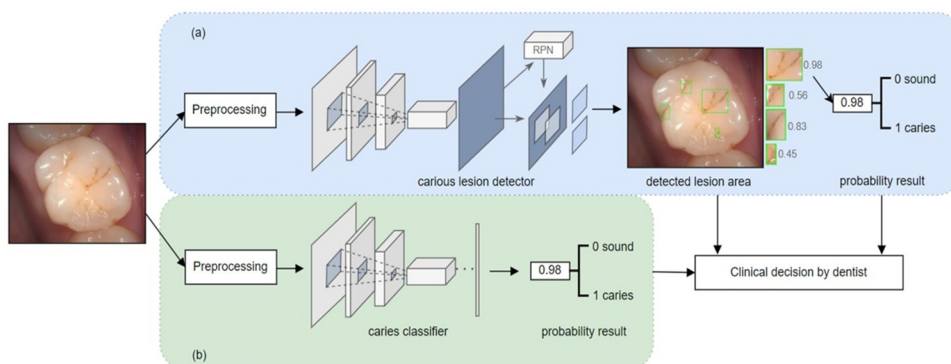 (a)
RPN
Preprocessing
0.98
0.56
0.83
0.45
0.98
0 sound
1 caries
carious lesion detector
detected lesion area
probability result
Preprocessing
0.98
0 sound
1 caries
caries classifier
probability result
Clinical decision by dentist
(b)